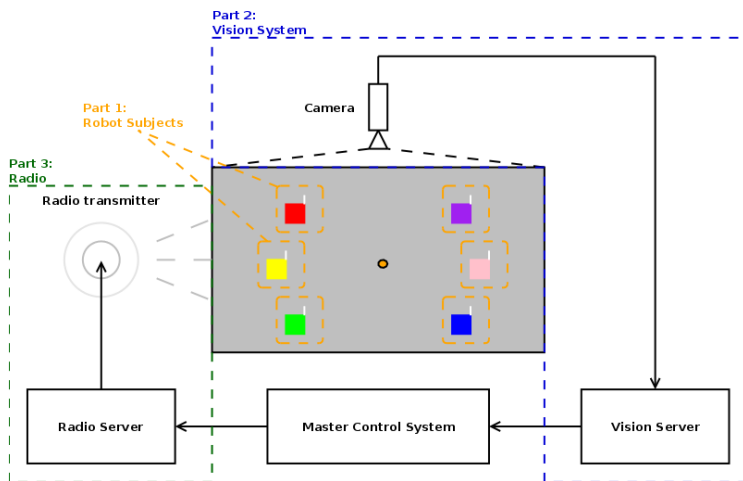 Part 2:
Vision System
Camera
Part 1:
Robot Subjects
Part 3:
Radio
Radio transmitter
Radio Server
Master Control System
Vision Server